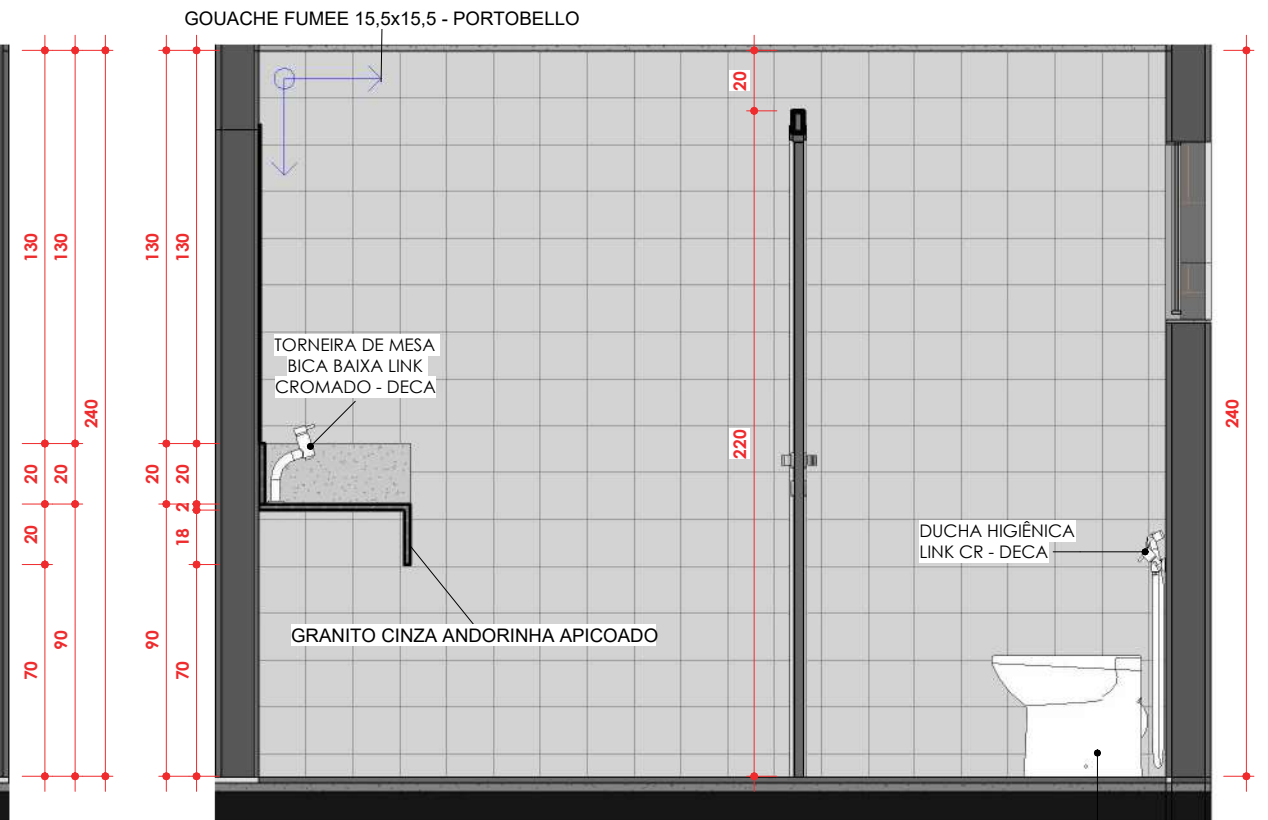 GOUACHE FUMEE 15,5x15,5 - PORTOBELLO
20
130
130
130
130
TORNEIRA DE MESA
BICA BAIXA LINK
CROMADO - DECA
240
240
220
20
20
20
20
2
20
18
DUCHA HIGIÊNICA
LINK CR - DECA
GRANITO CINZA ANDORINHA APICOADO
70
90
90
70